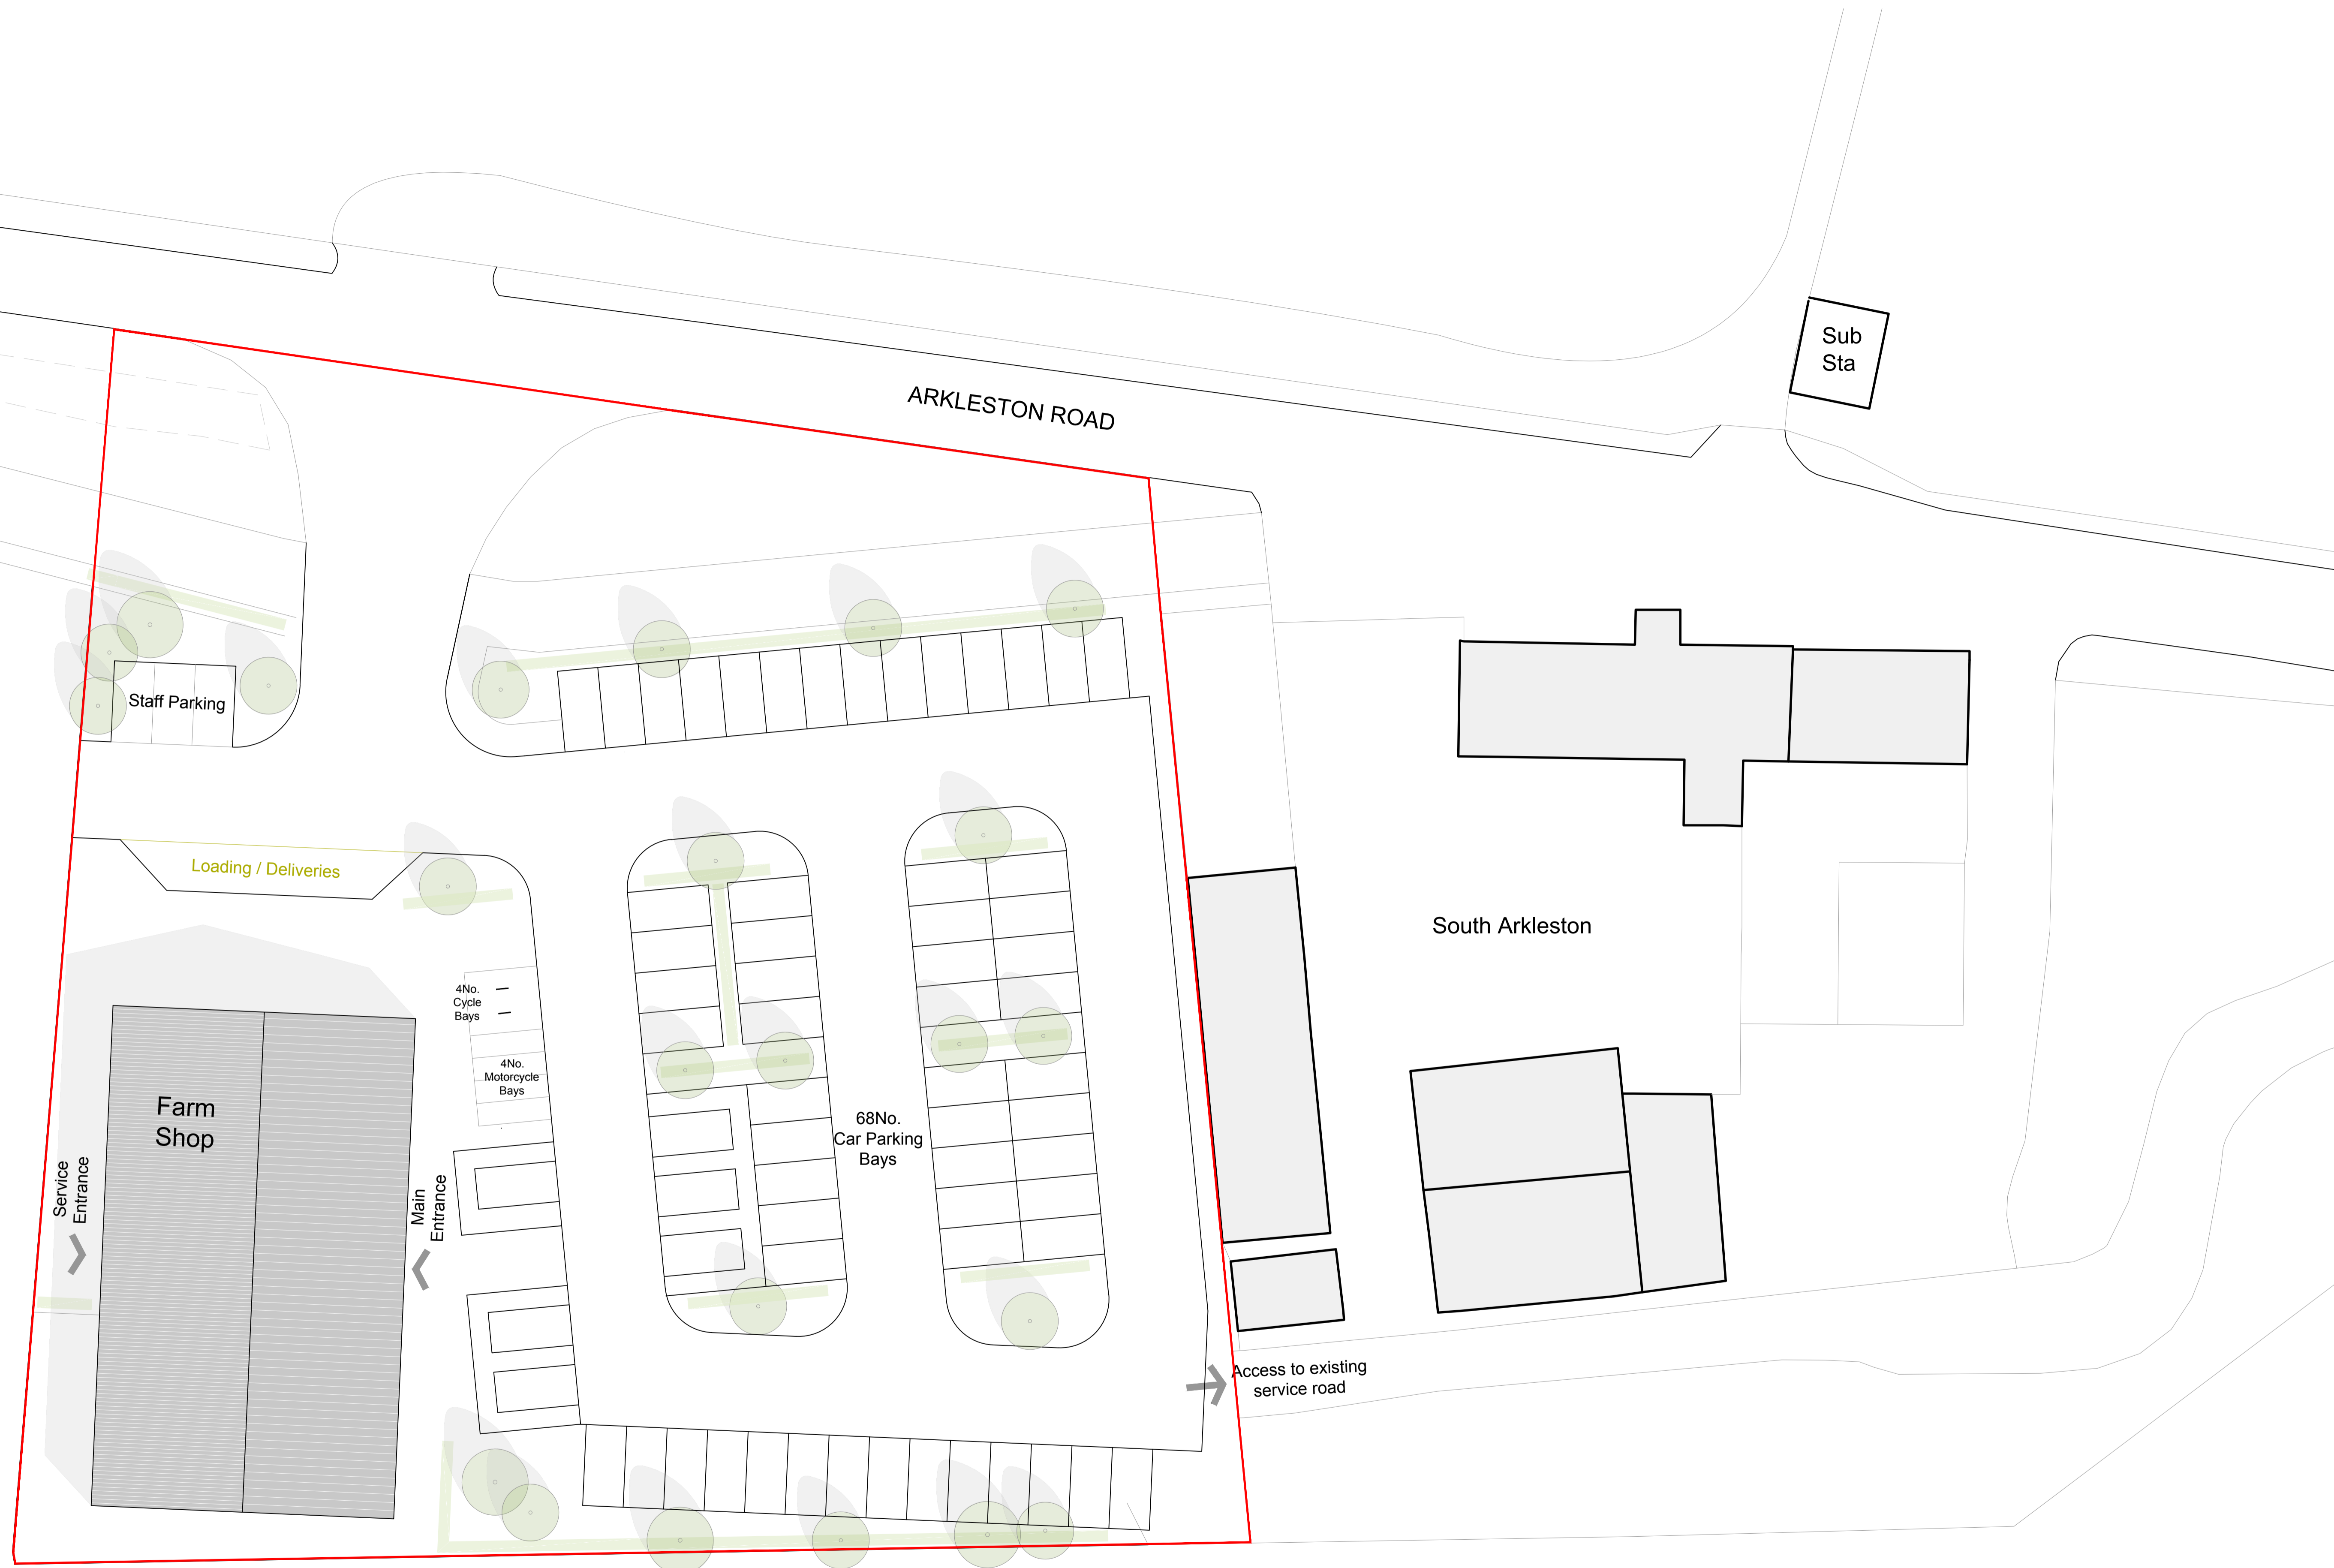 Sub
Sta
ARKLESTON ROAD
Staff Parking
Loading / Deliveries
South Arkleston
4No.
Cycle
Bays
4No.
Motorcycle
Bays
Farm
Shop
68No.
Car Parking
Bays
Service
Entrance
Main
Entrance
Access to existing
service road